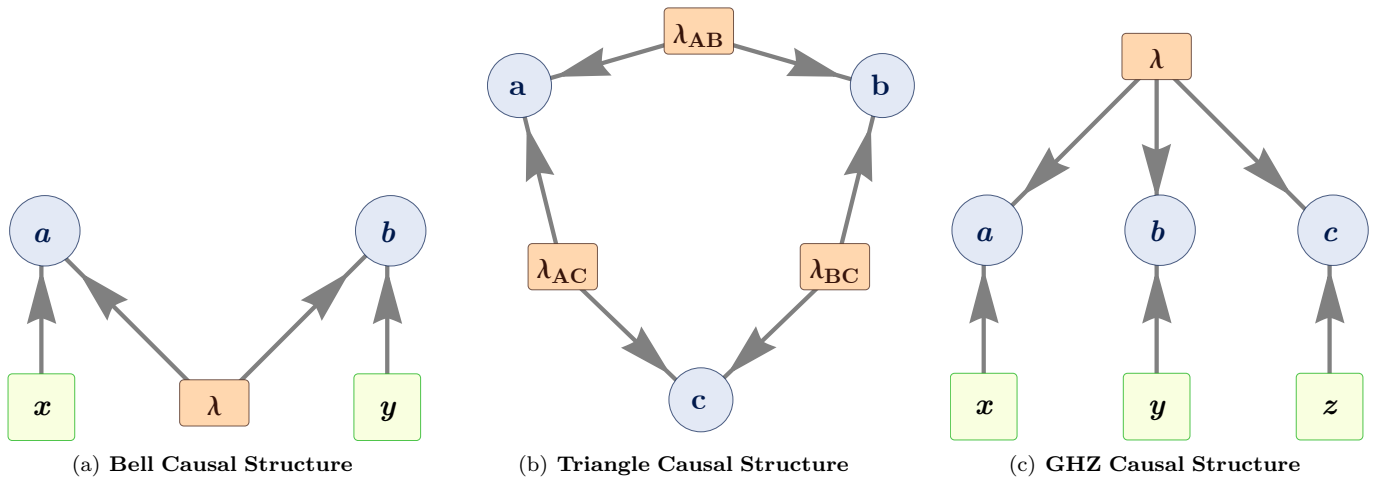 a
b
x
λ
y
(a) Bell Causal Structure
λAB
a
b
λAC
λBC
c
(b) Triangle Causal Structure
λ
a
b
c
x
y
z
(c) GHZ Causal Structure